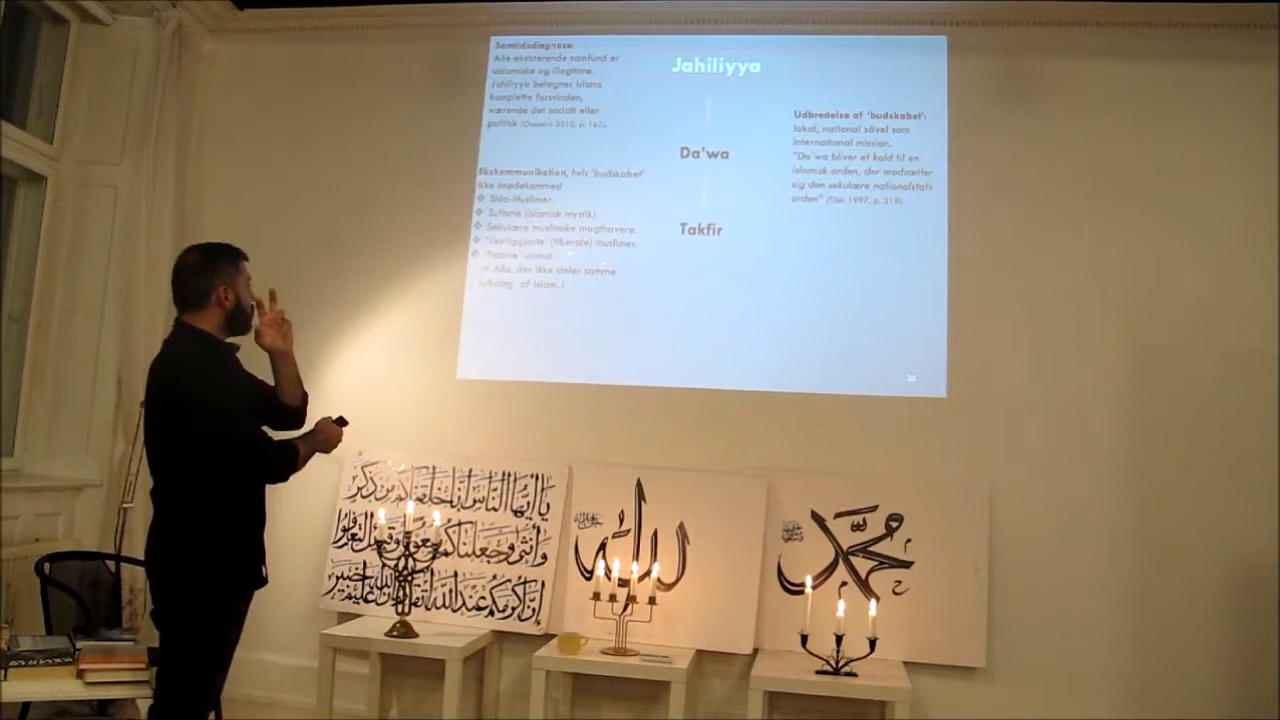 Samtidsdiagnose:
Alle eksisterende samfund er
uislamiske og illegitime.
Jahiliyya betegner islams
komplette forsvinden,
værende det socialt eller
politisk
Jahiliyya
Da'wa
Takfir
Udbredelse af 'budskabet':
lokal, national såvel som
international mission.
"Da'wa bliver et kald til en
islamisk orden, der modsætter
sig den sekulære nationalstats
orden" (Tibi 1997, p. 219).
Ekskommunikation, hvis 'budskabet'
ikke imødekommes!
Shia-Muslimer.
Sufisme (islamisk mystik).
Sekulære muslimske magthavere.
'Vestliggjorte' (liberale) muslimer.
'Passive' ulama.
= Alle, der ikke deler samme
tolkning af islam..!
20
يا أيها الناس إنا خلقناكم من ذكر
وأنثى وجعلناكم شعوبا وقبائل لتعارفوا
إن أكرمكم عند الله أتقاكم إن الله عليم خبير
الله
محمد